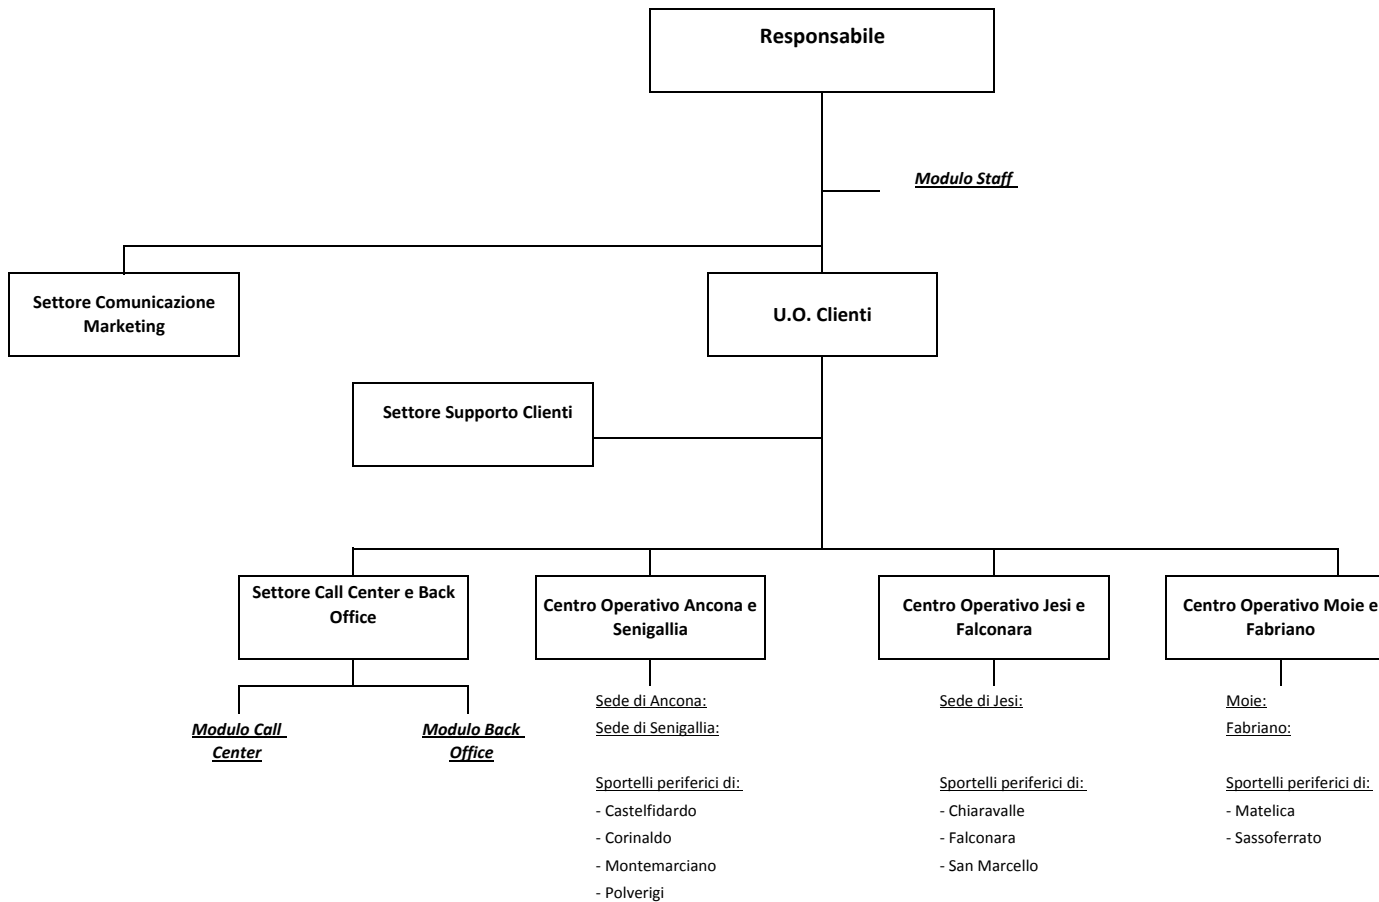 Responsabile
Modulo Staff
Settore Comunicazione
Marketing
U.O. Clienti
Settore Supporto Clienti
Settore Call Center e Back
Office
Centro Operativo Ancona e
Senigallia
Centro Operativo Jesi e
Falconara
Centro Operativo Moie e
Fabriano
Modulo Call
Center
Modulo Back
Office
Sede di Ancona:
Sede di Senigallia:
Sportelli periferici di:
- Castelfidardo
- Corinaldo
- Montemarciano
- Polverigi
Sede di Jesi:
Sportelli periferici di:
- Chiaravalle
- Falconara
- San Marcello
Moie:
Fabriano:
Sportelli periferici di:
- Matelica
- Sassoferrato